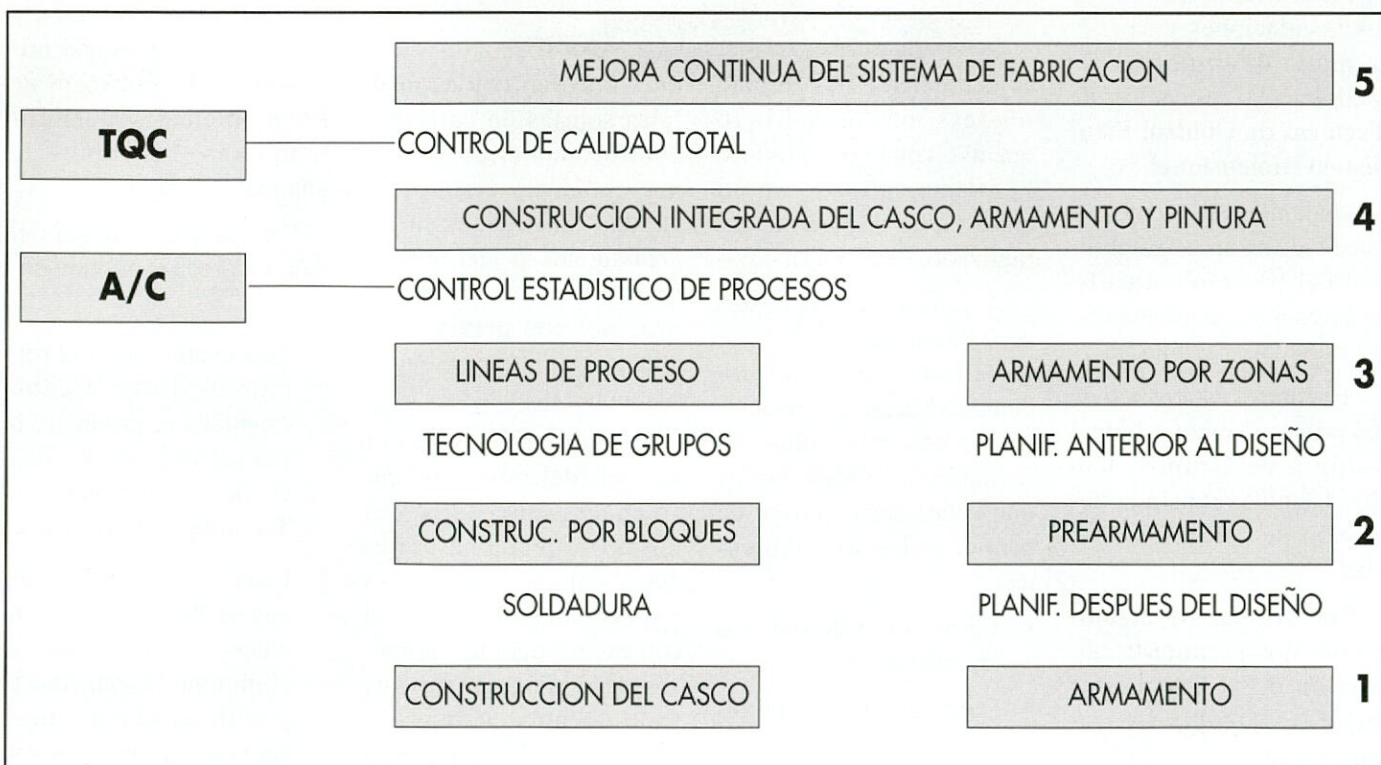 MEJORA CONTINUA DEL SISTEMA DE FABRICACION 5
TQC CONTROL DE CALIDAD TOTAL
CONSTRUCCION INTEGRADA DEL CASCO, ARMAMENTO Y PINTURA 4
A/C CONTROL ESTADISTICO DE PROCESOS
LINEAS DE PROCESO ARMAMENTO POR ZONAS 3
TECNOLOGIA DE GRUPOS PLANIF. ANTERIOR AL DISEÑO
CONSTRUC. POR BLOQUES PREARMAMENTO 2
SOLDADURA PLANIF. DESPUES DEL DISEÑO
CONSTRUCCION DEL CASCO ARMAMENTO 1